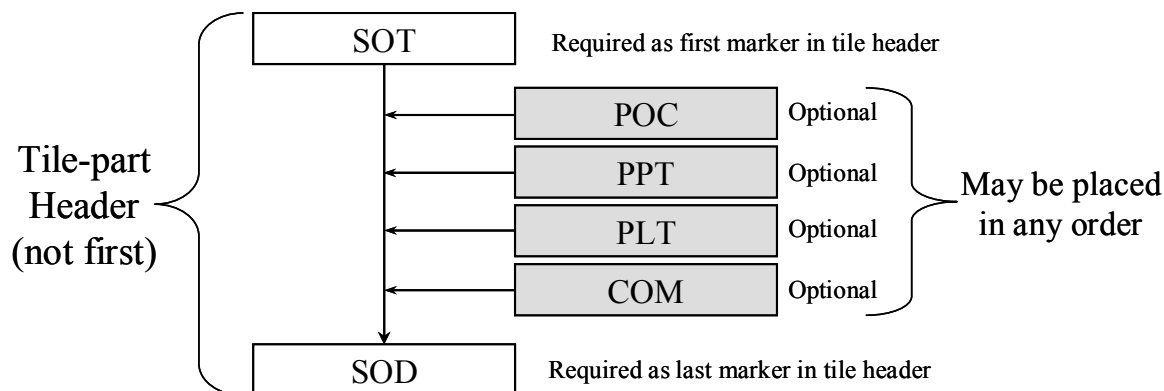 SOT
Required as first marker in tile header
POC
Optional
PPT
Optional
Tile-part
Header
(not first)
May be placed
in any order
PLT
Optional
COM
Optional
SOD
Required as last marker in tile header